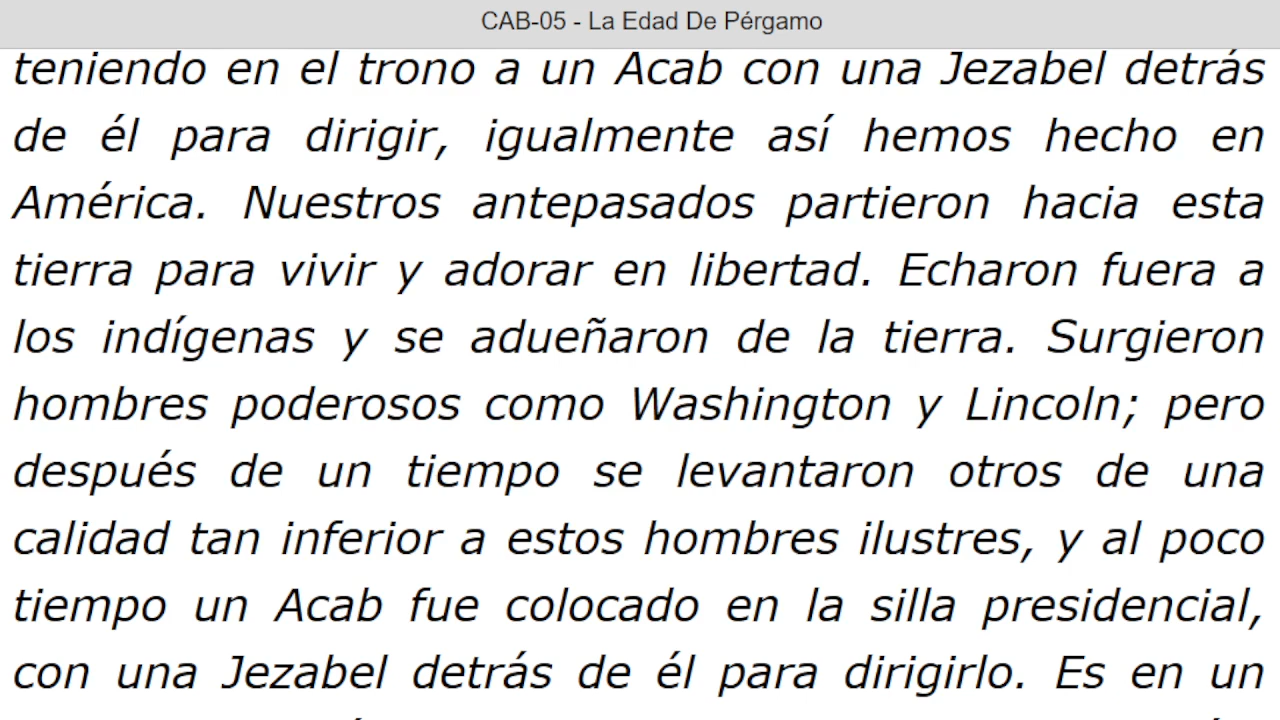 CAB-05 - La Edad De Pérgamo
teniendo en el trono a un Acab con una Jezabel detrás
de él para dirigir, igualmente así hemos hecho en
América. Nuestros antepasados partieron hacia esta
tierra para vivir y adorar en libertad. Echaron fuera a
los indígenas y se adueñaron de la tierra. Surgieron
hombres poderosos como Washington y Lincoln; pero
después de un tiempo se levantaron otros de una
calidad tan inferior a estos hombres ilustres, y al poco
tiempo un Acab fue colocado en la silla presidencial,
con una Jezabel detrás de él para dirigirlo. Es en un